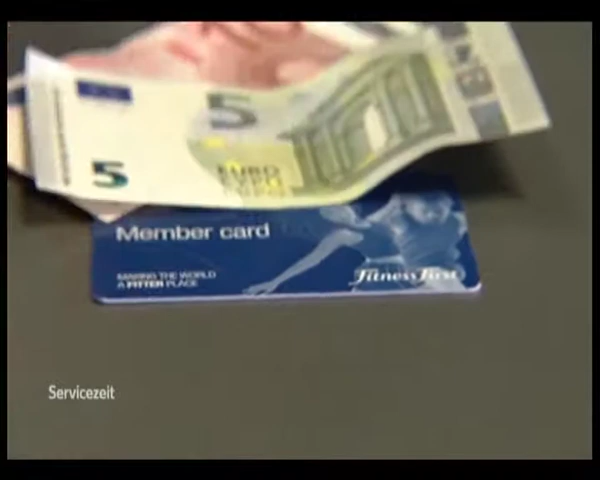 5
5
EURO
Member card
MAKING THE WORLD
A FITTER PLACE
Fitness First
Servicezeit